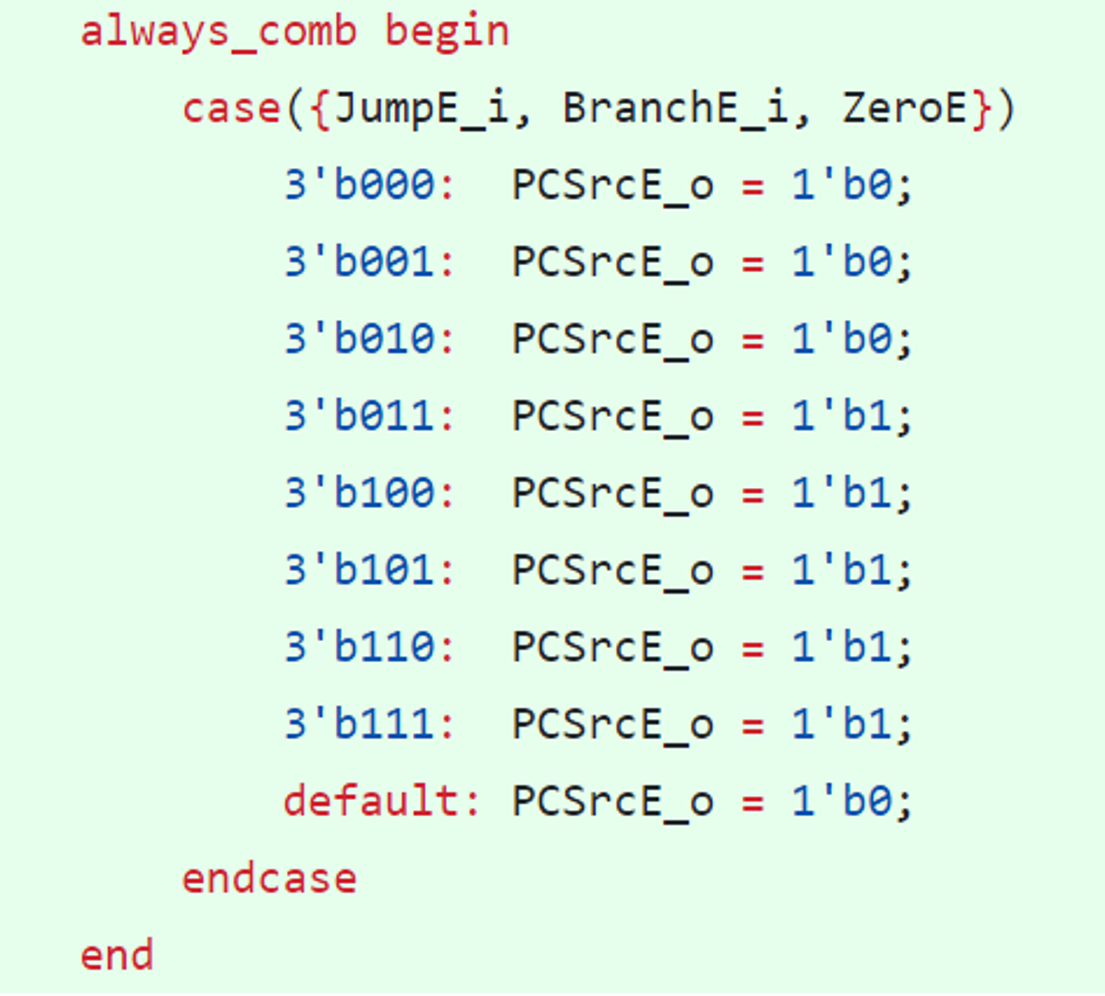 always_comb begin
case({JumpE_i, BranchE_i, ZeroE})
3'b000:  PCSrcE_o = 1'b0;
3'b001:  PCSrcE_o = 1'b0;
3'b010:  PCSrcE_o = 1'b0;
3'b011:  PCSrcE_o = 1'b1;
3'b100:  PCSrcE_o = 1'b1;
3'b101:  PCSrcE_o = 1'b1;
3'b110:  PCSrcE_o = 1'b1;
3'b111:  PCSrcE_o = 1'b1;
default: PCSrcE_o = 1'b0;
endcase
end